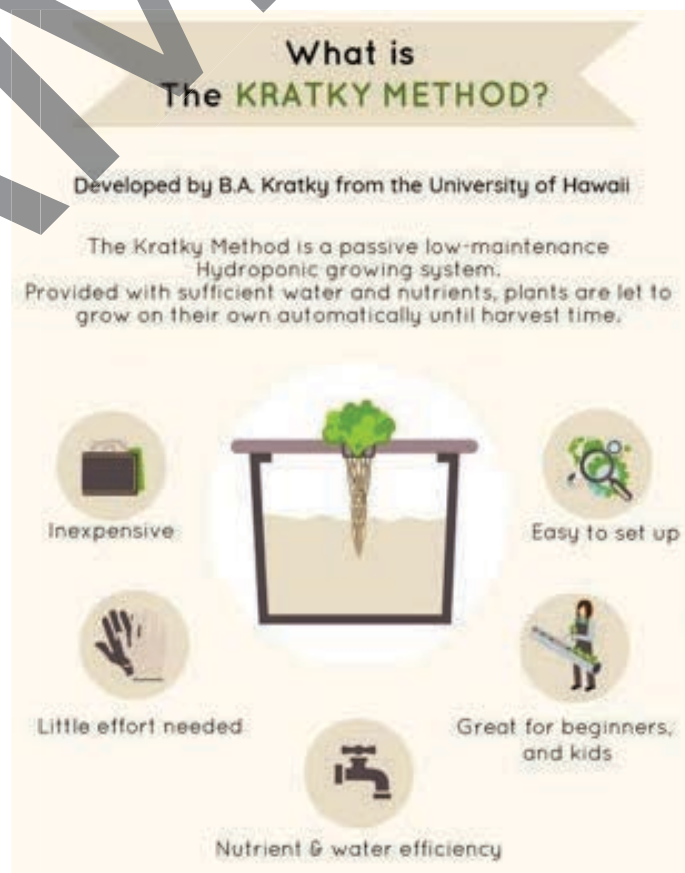 What is
The KRATKY METHOD?
Developed by B.A. Kratky from the University of Hawaii
The Kratky Method is a passive low-maintenance
Hydroponic growing system.
Provided with sufficient water and nutrients, plants are let to
grow on their own automatically until harvest time.
Inexpensive
Easy to set up
Little effort needed
Great for beginners,
and kids
Nutrient & water efficiency